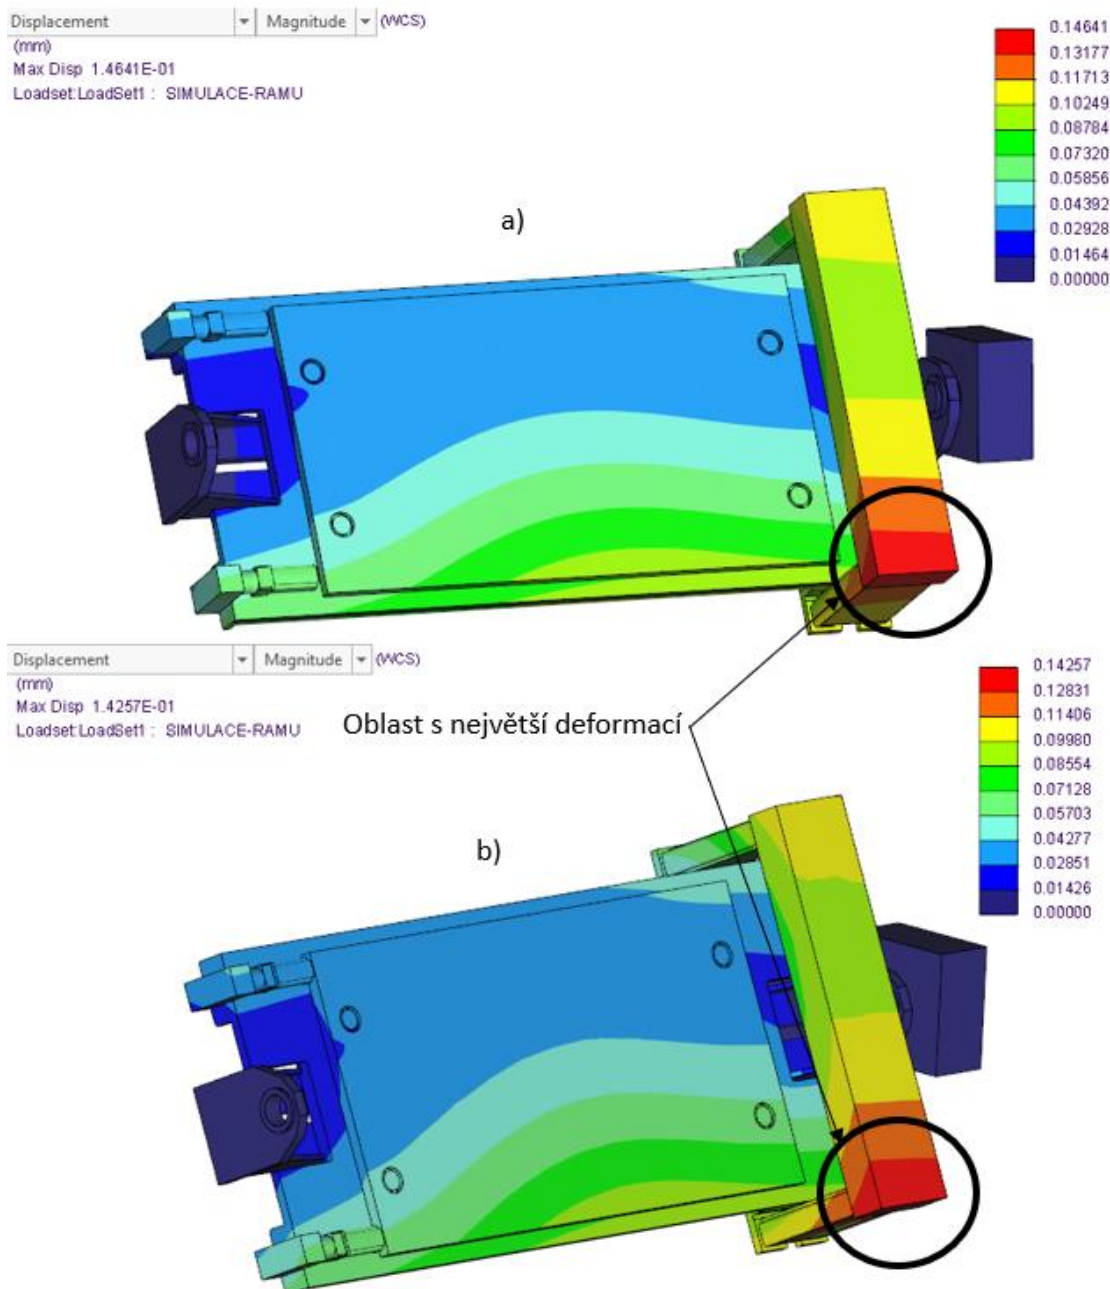 Displacement Magnitude (WCS)
(mm)
Max Disp 1.4641E-01
Loadset:LoadSet1 : SIMULACE-RAMU
0.14641
0.13177
0.11713
0.10249
0.08784
0.07320
0.05856
0.04392
0.02928
0.01464
0.00000
a)
Displacement Magnitude (WCS)
(mm)
Max Disp 1.4257E-01
Loadset:LoadSet1 : SIMULACE-RAMU
Oblast s největší deformací
0.14257
0.12831
0.11406
0.09980
0.08554
0.07128
0.05703
0.04277
0.02851
0.01426
0.00000
b)